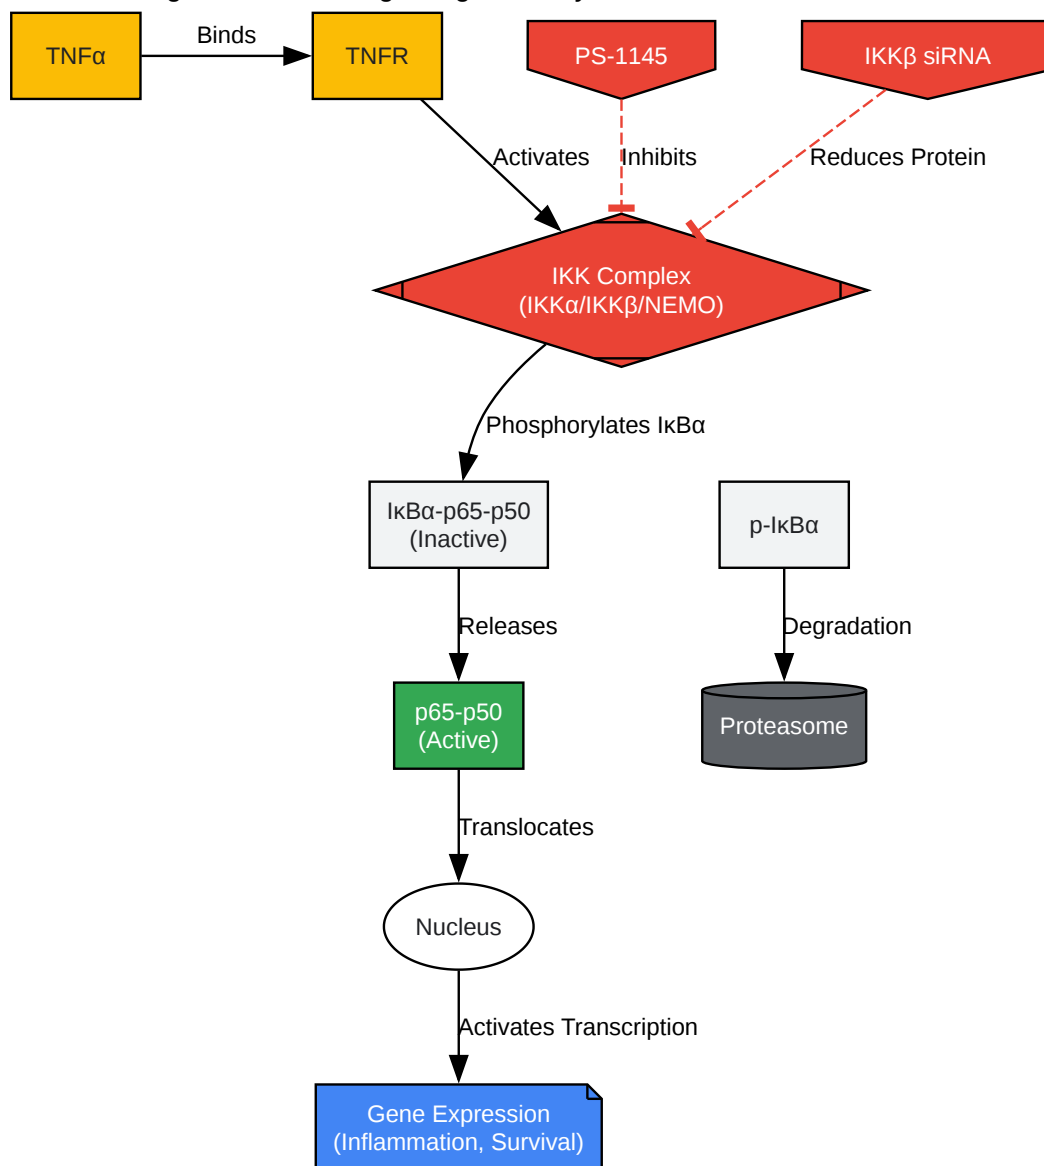 TNFα
Binds
TNFR
PS-1145
IKKβ siRNA
Activates
Inhibits
Reduces Protein
IKK Complex
(IKKα/IKKβ/NEMO)
Phosphorylates IκBα
IκBα-p65-p50
(Inactive)
p-IκBα
Releases
Degradation
p65-p50
(Active)
Proteasome
Translocates
Nucleus
Activates Transcription
Gene Expression
(Inflammation, Survival)